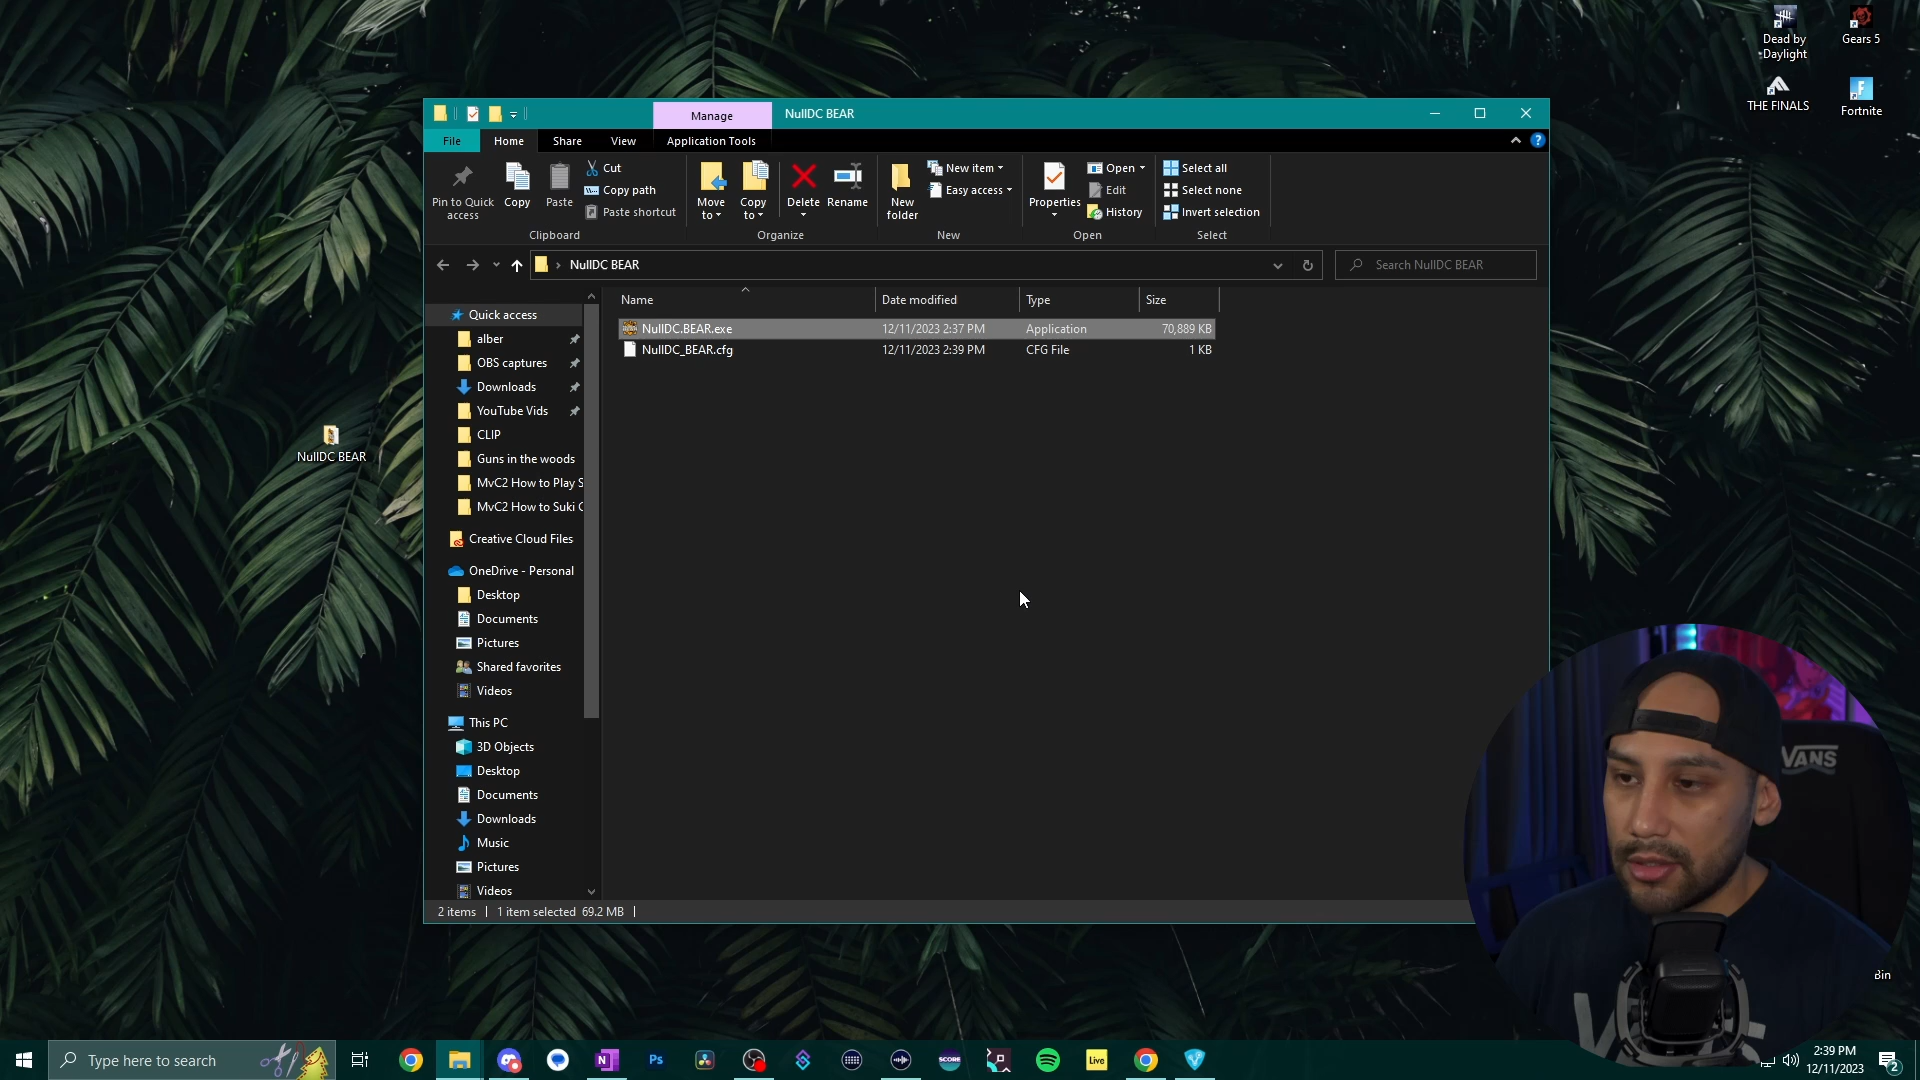 Dead by
Daylight
Gears 5
THE FINALS
Fortnite
NullDC BEAR
Manage
NullDC BEAR
File
Home
Share
View
Application Tools
Pin to Quick
access
Copy
Paste
Cut
Copy path
Paste shortcut
Clipboard
Move
to
Copy
to
Delete
Rename
Organize
New
folder
New item
Easy access
New
Properties
Open
Edit
History
Open
Select all
Select none
Invert selection
Select
NullDC BEAR
Search NullDC BEAR
Name
Date modified
Type
Size
NullDC.BEAR.exe
12/11/2023 2:37 PM
Application
70,889 KB
NullDC_BEAR.cfg
12/11/2023 2:39 PM
CFG File
1 KB
Quick access
alber
OBS captures
Downloads
YouTube Vids
CLIP
Guns in the woods
MvC2 How to Play S
MvC2 How to Suki C
Creative Cloud Files
OneDrive - Personal
Desktop
Documents
Pictures
Shared favorites
Videos
This PC
3D Objects
Desktop
Documents
Downloads
Music
Pictures
Videos
2 items
1 item selected 69.2 MB
VANS
Bin
Type here to search
N
Ps
SCORE
Live
2:39 PM
12/11/2023
2